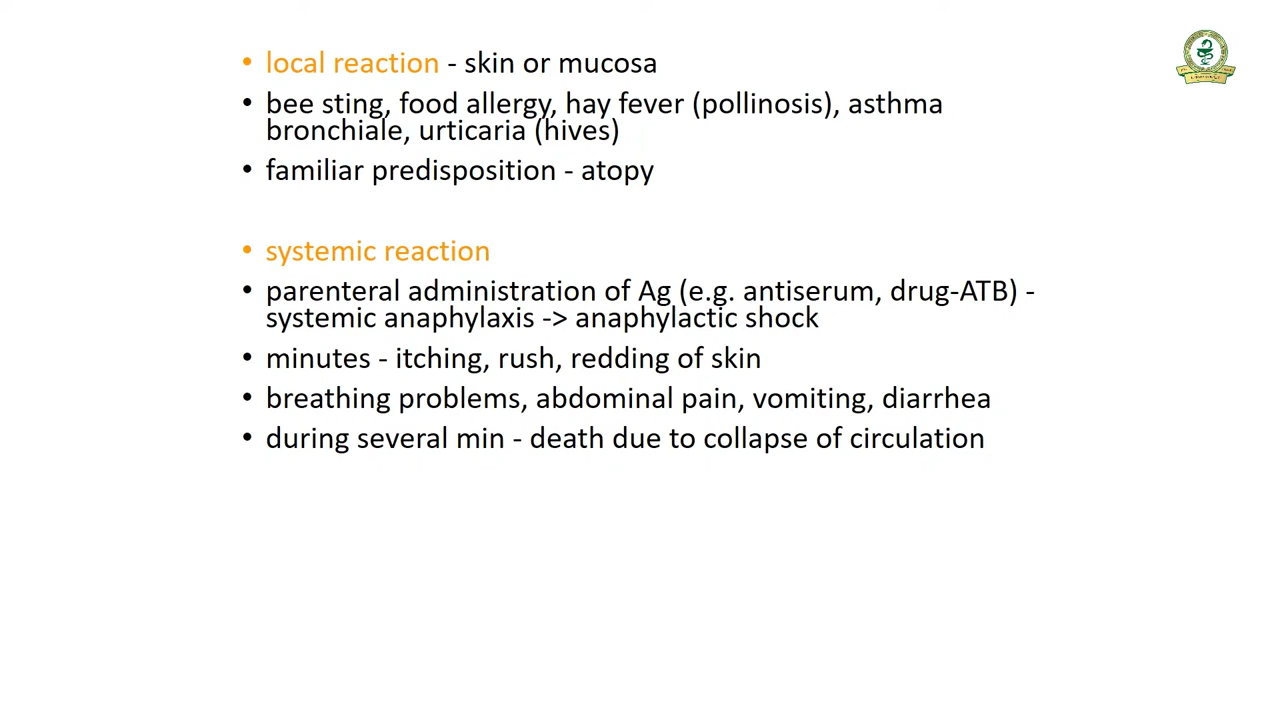 • local reaction - skin or mucosa
• bee sting, food allergy, hay fever (pollinosis), asthma
bronchiale, urticaria (hives)
• familiar predisposition - atopy
• systemic reaction
• parenteral administration of Ag (e.g. antiserum, drug-ATB) -
systemic anaphylaxis -> anaphylactic shock
• minutes - itching, rush, redding of skin
• breathing problems, abdominal pain, vomiting, diarrhea
• during several min - death due to collapse of circulation